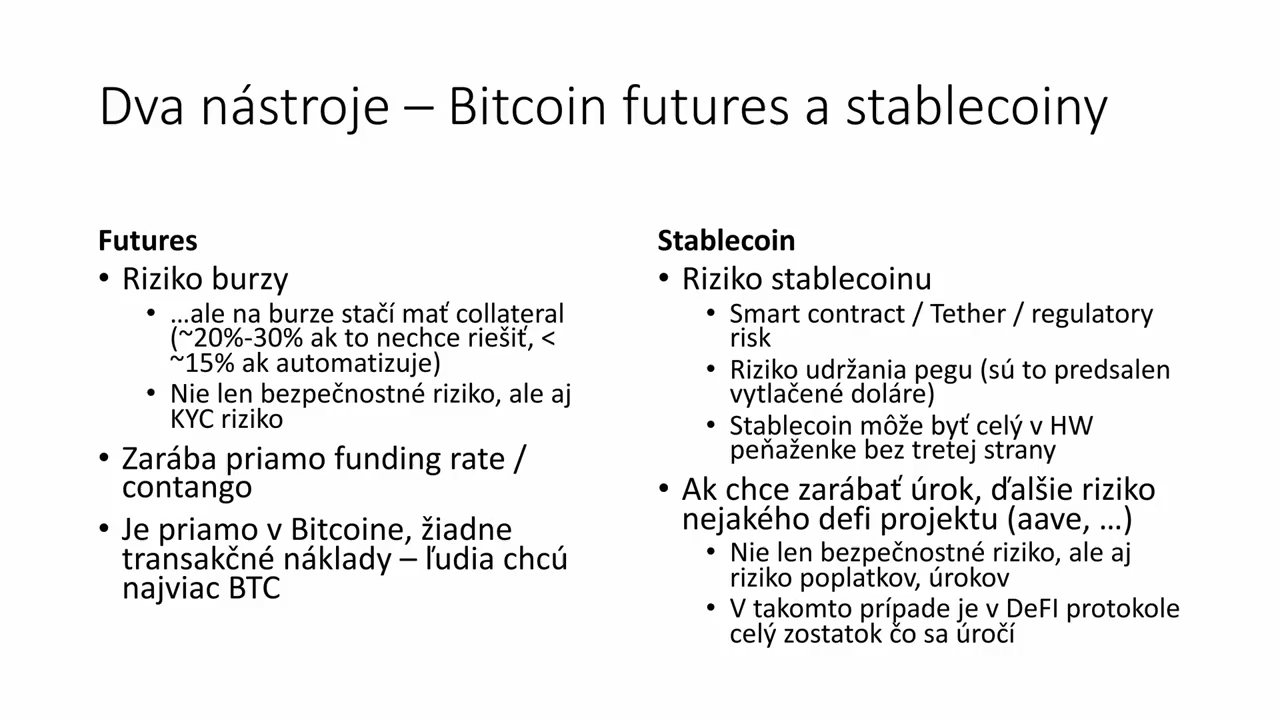 Dva nástroje – Bitcoin futures a stablecoiny
Futures
• Riziko burzy
• …ale na burze stačí mať collateral
(~20%-30% ak to nechce riešiť, <
~15% ak automatizuje)
• Nie len bezpečnostné riziko, ale aj
KYC riziko
• Zarába priamo funding rate /
contango
• Je priamo v Bitcoine, žiadne
transakčné náklady – ľudia chcú
najviac BTC
Stablecoin
• Riziko stablecoinu
• Smart contract / Tether / regulatory
risk
• Riziko udržania pegu (sú to predsalen
vytlačené doláre)
• Stablecoin môže byť celý v HW
peňaženke bez tretej strany
• Ak chce zarábať úrok, ďalšie riziko
nejakého defi projektu (aave, …)
• Nie len bezpečnostné riziko, ale aj
riziko poplatkov, úrokov
• V takomto prípade je v DeFI protokole
celý zostatok čo sa úročí